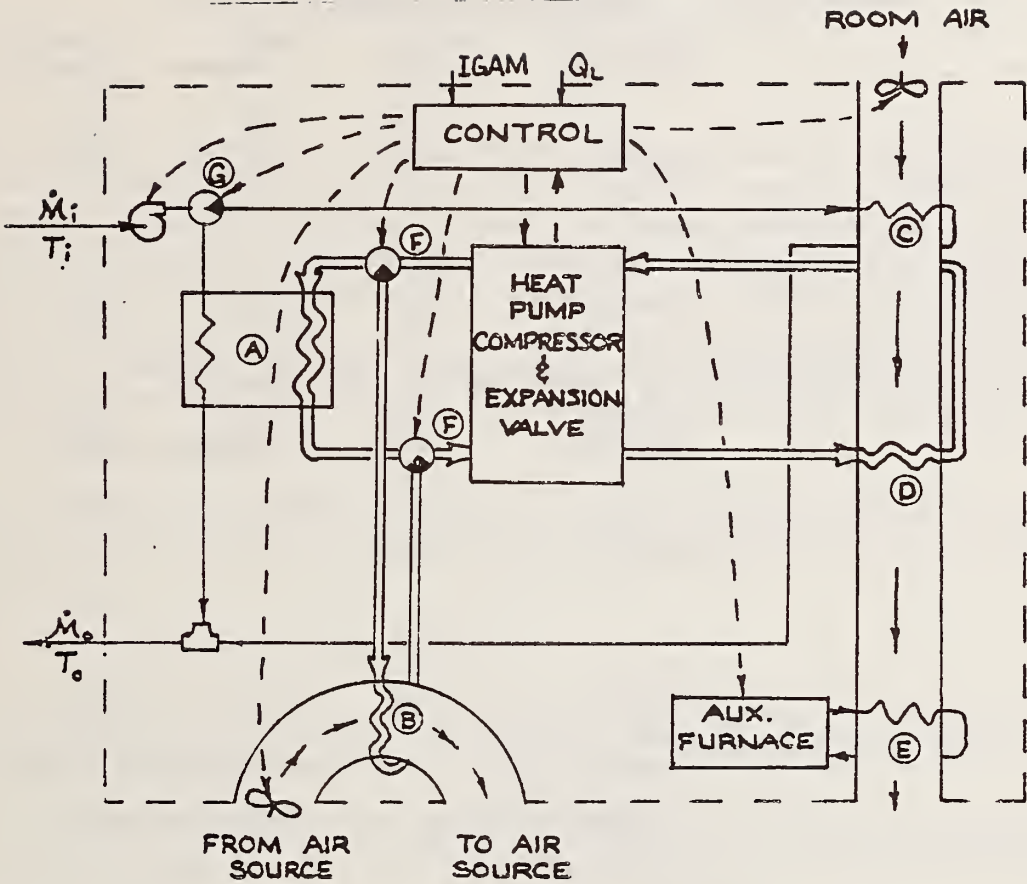 ROOM AIR
IGAM
QL
CONTROL
G
Ṁi
Ti
F
C
HEAT
PUMP
COMPRESSOR
&
EXPANSION
VALVE
A
F
D
Ṁo
To
B
AUX.
FURNACE
E
FROM AIR
SOURCE
TO AIR
SOURCE